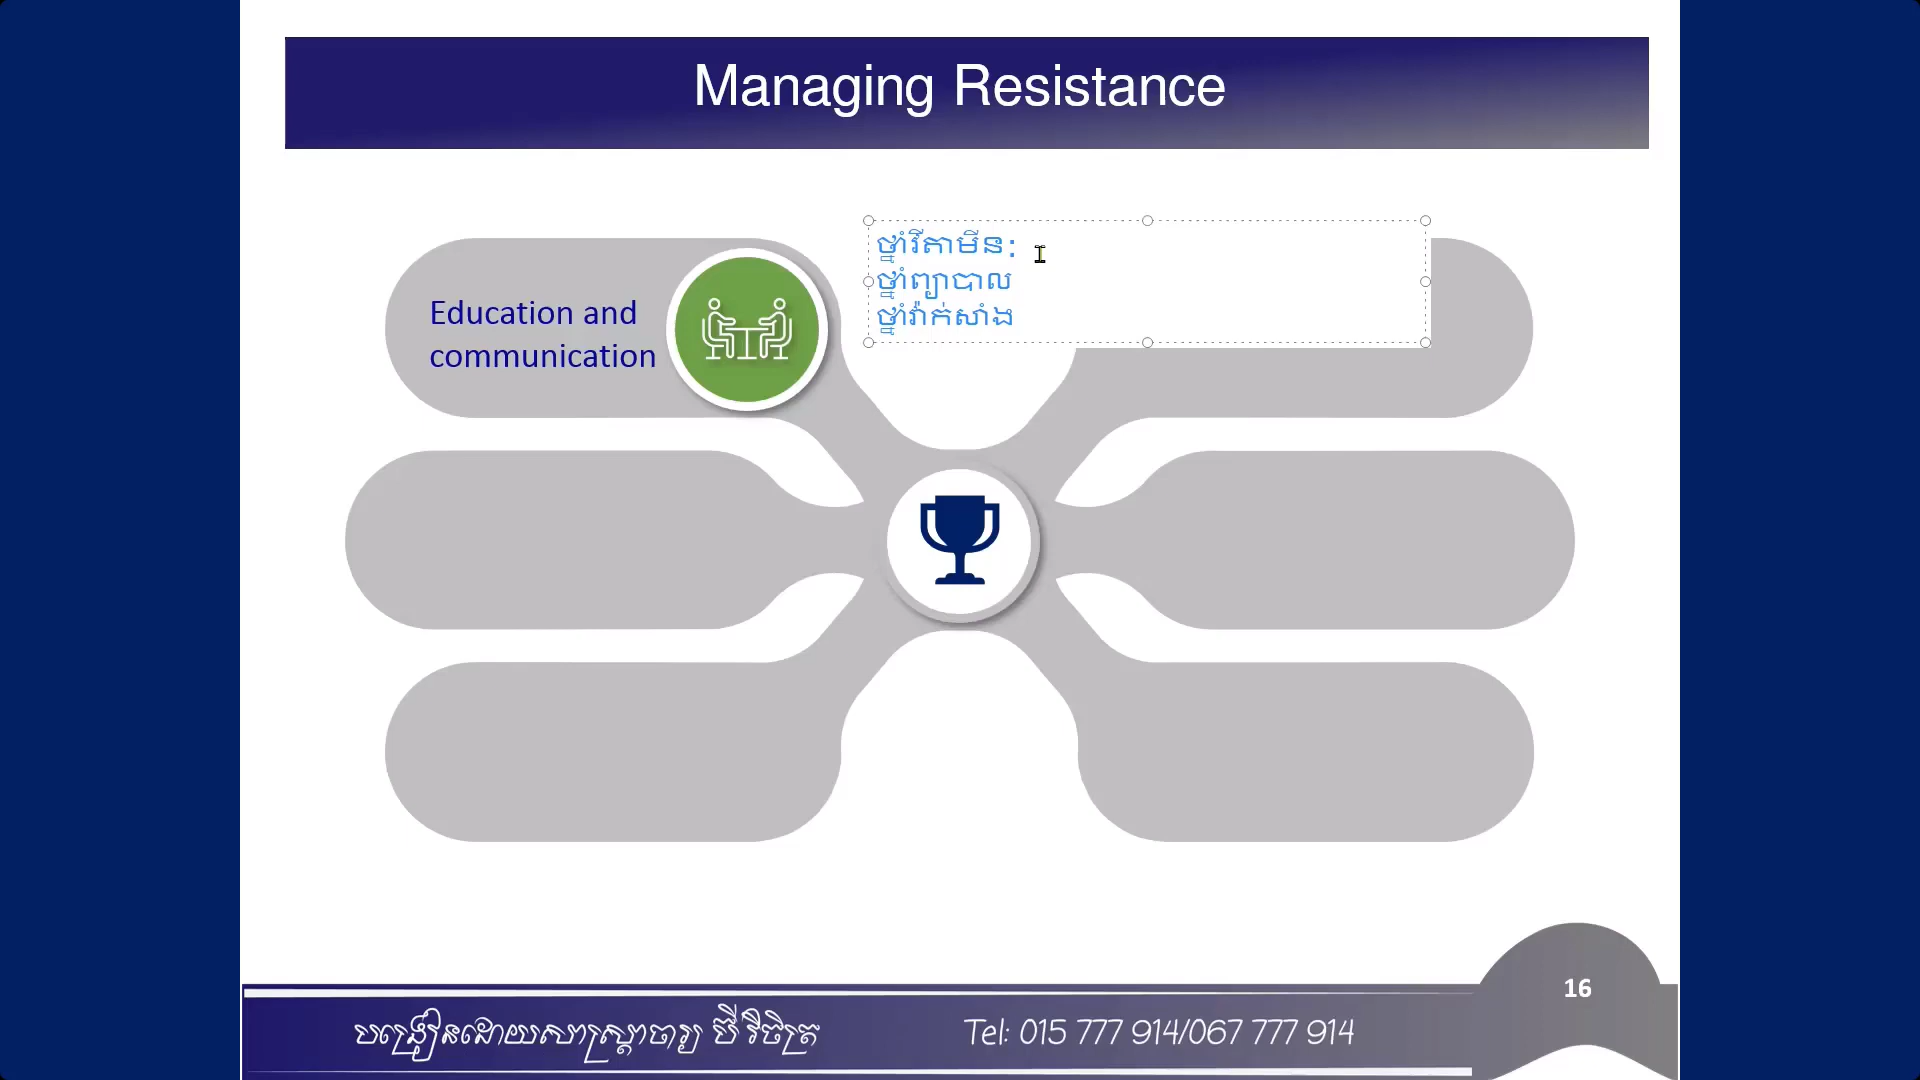 Managing Resistance
ថ្នាំវីតាមីន:
ថ្នាំព្យាបាល
ថ្នាំវ៉ាក់សាំង
Education and
communication
16
បង្រៀនដោយសាស្ត្រាចារ្យ ប៊ី វិចិត្រ
Tel: 015 777 914/067 777 914